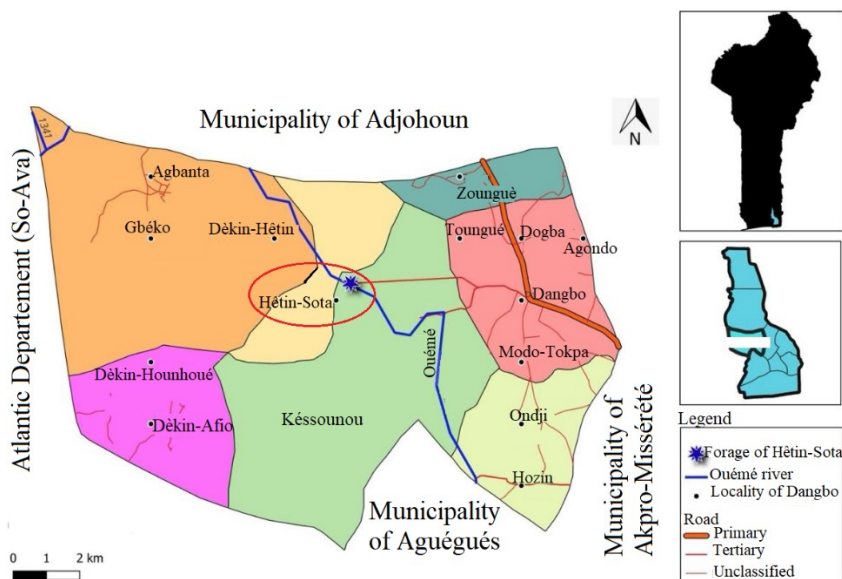 Municipality of Adjohoun
N
1341
Agbanta
Zounguè
Gbéko
Dèkin-Hêtin
Toungué
Dogba
Agondo
Atlantic Departement (So-Ava)
Hêtin-Sota
Dangbo
Ouémé
Dèkin-Hounhoué
Modo-Tokpa
Dèkin-Afio
Késsounou
Ondji
Hozin
Municipality
of Aguégués
Municipality of
Akpro-Missérété
0 1 2 km
Legend
Forage of Hêtin-Sota
Ouémé river
Locality of Dangbo
Road
Primary
Tertiary
Unclassified